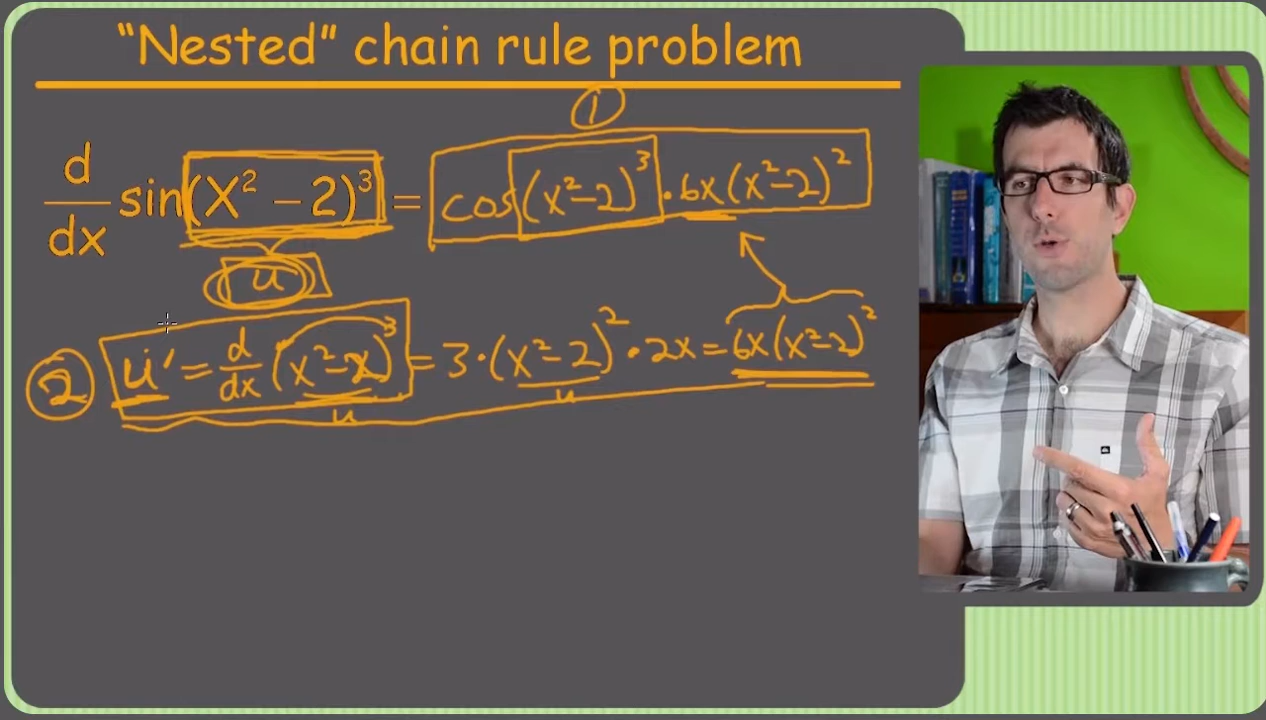 “Nested” chain rule problem
①
d/dx sin(x² − 2)³ = cos(x²−2)³ · 6x(x²−2)²
u
② u' = d/dx (x²−x)³ = 3·(x²−2)²·2x = 6x(x²−2)²
u u